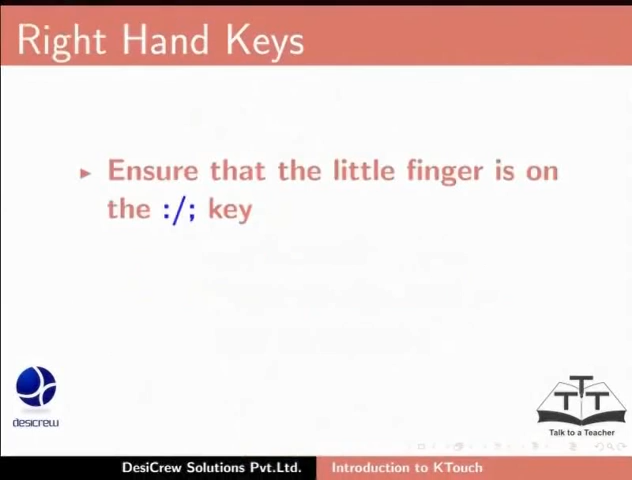 Right Hand Keys
▶ Ensure that the little finger is on
the :/; key
desicrew
TTT
Talk to a Teacher
DesiCrew Solutions Pvt.Ltd. Introduction to KTouch